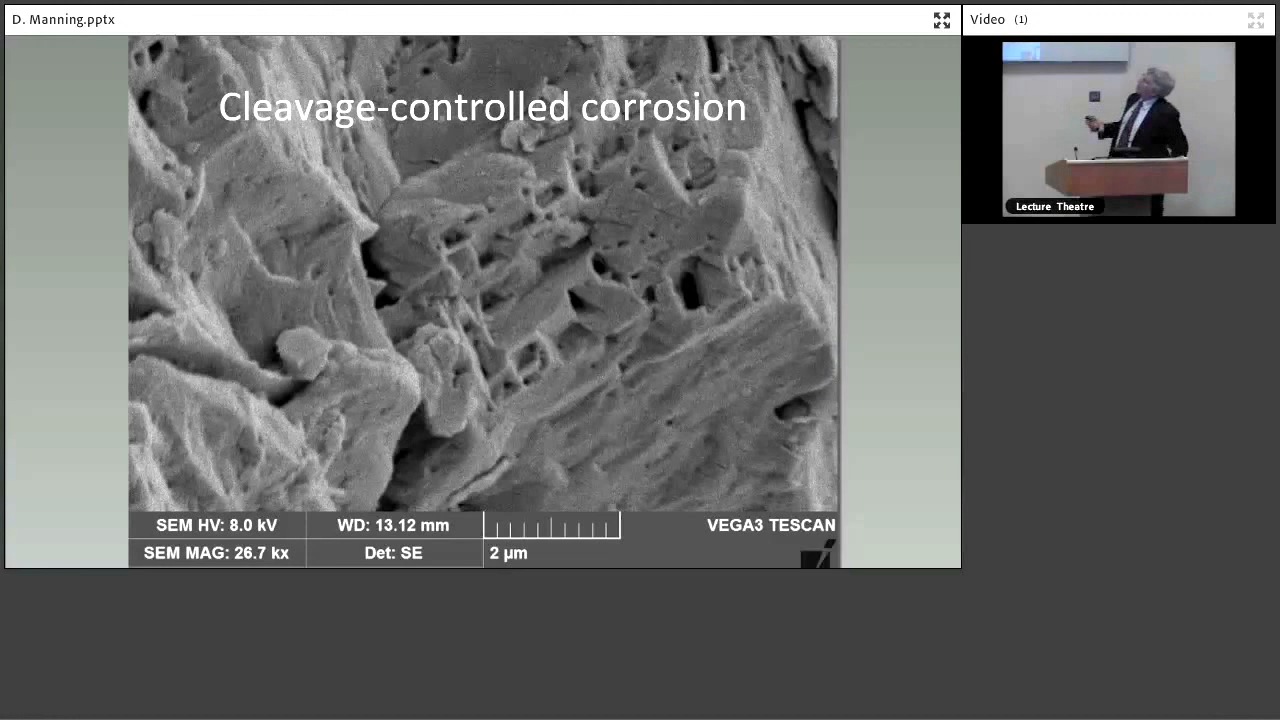 D. Manning.pptx
Video (1)
Cleavage-controlled corrosion
Lecture Theatre
SEM HV: 8.0 kV
WD: 13.12 mm
VEGA3 TESCAN
SEM MAG: 26.7 kx
Det: SE
2 µm